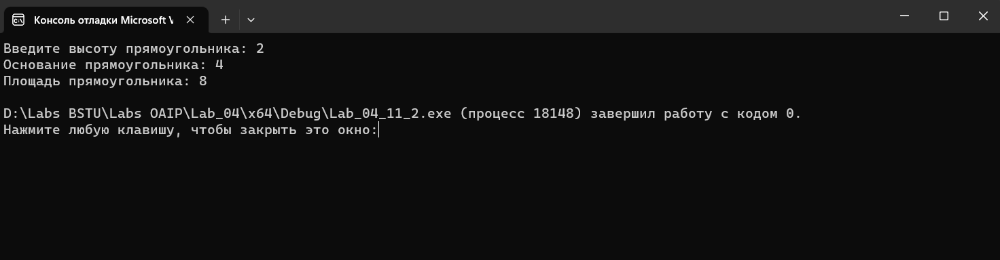 Консоль отладки Microsoft V
Введите высоту прямоугольника: 2
Основание прямоугольника: 4
Площадь прямоугольника: 8
D:\Labs BSTU\Labs OAIP\Lab_04\x64\Debug\Lab_04_11_2.exe (процесс 18148) завершил работу с кодом 0.
Нажмите любую клавишу, чтобы закрыть это окно: